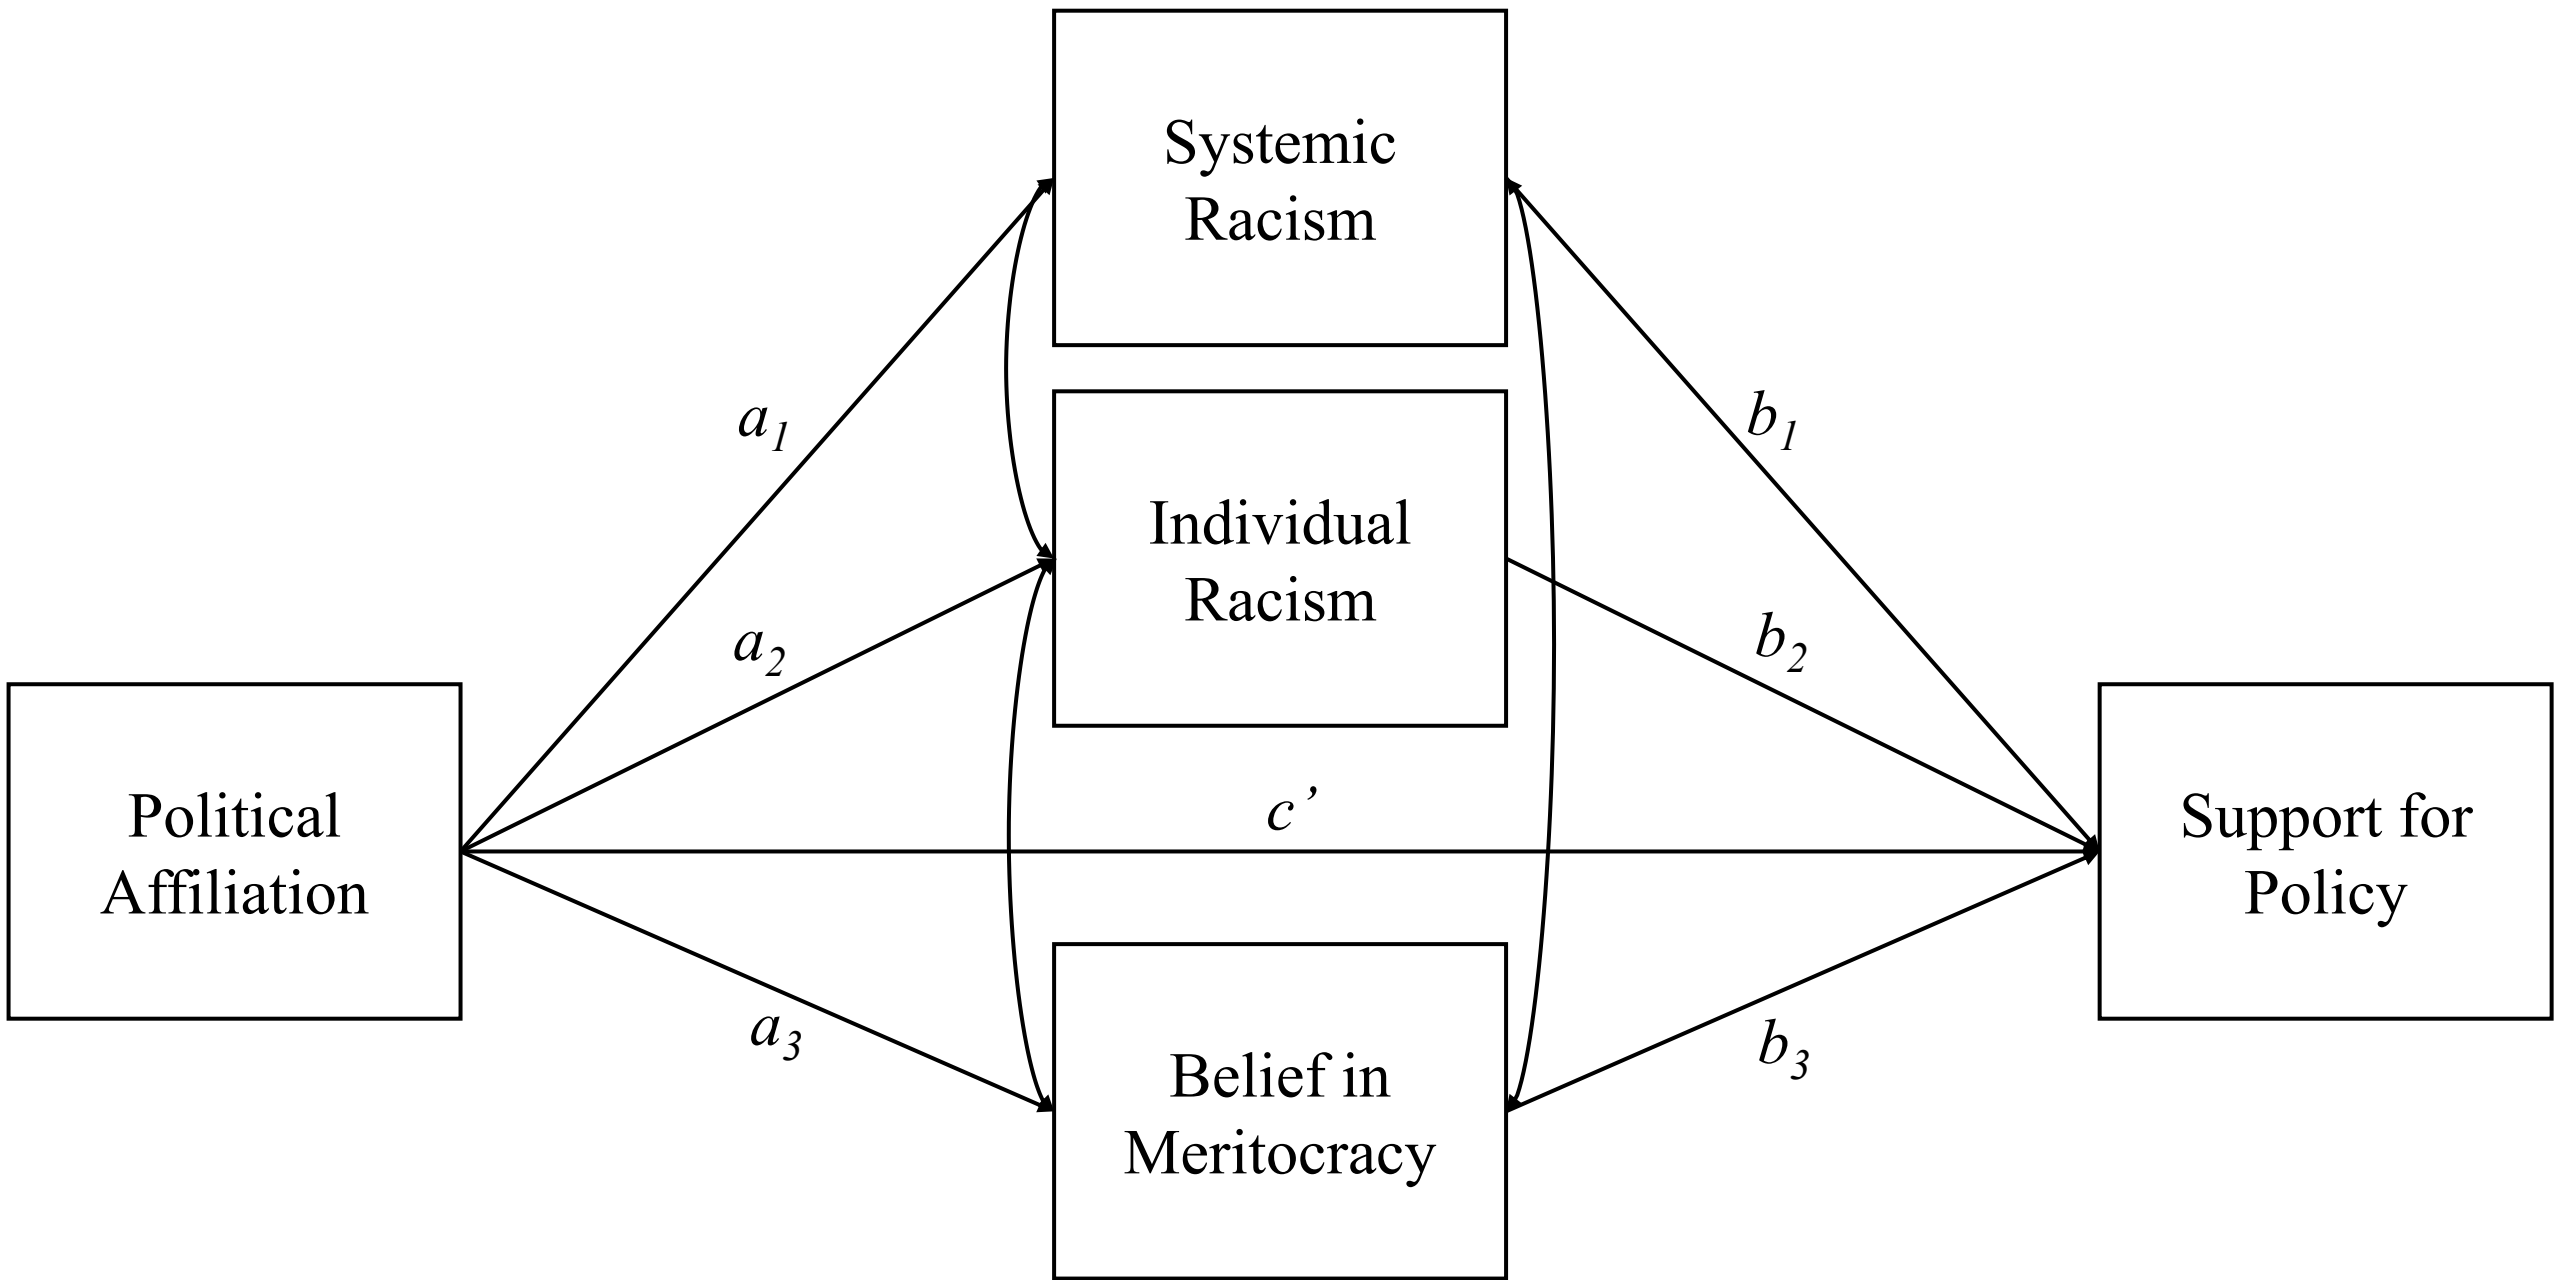 Systemic
Racism
a1
b1
Individual
Racism
a2
b2
c’
Political
Affiliation
Support for
Policy
a3
b3
Belief in
Meritocracy